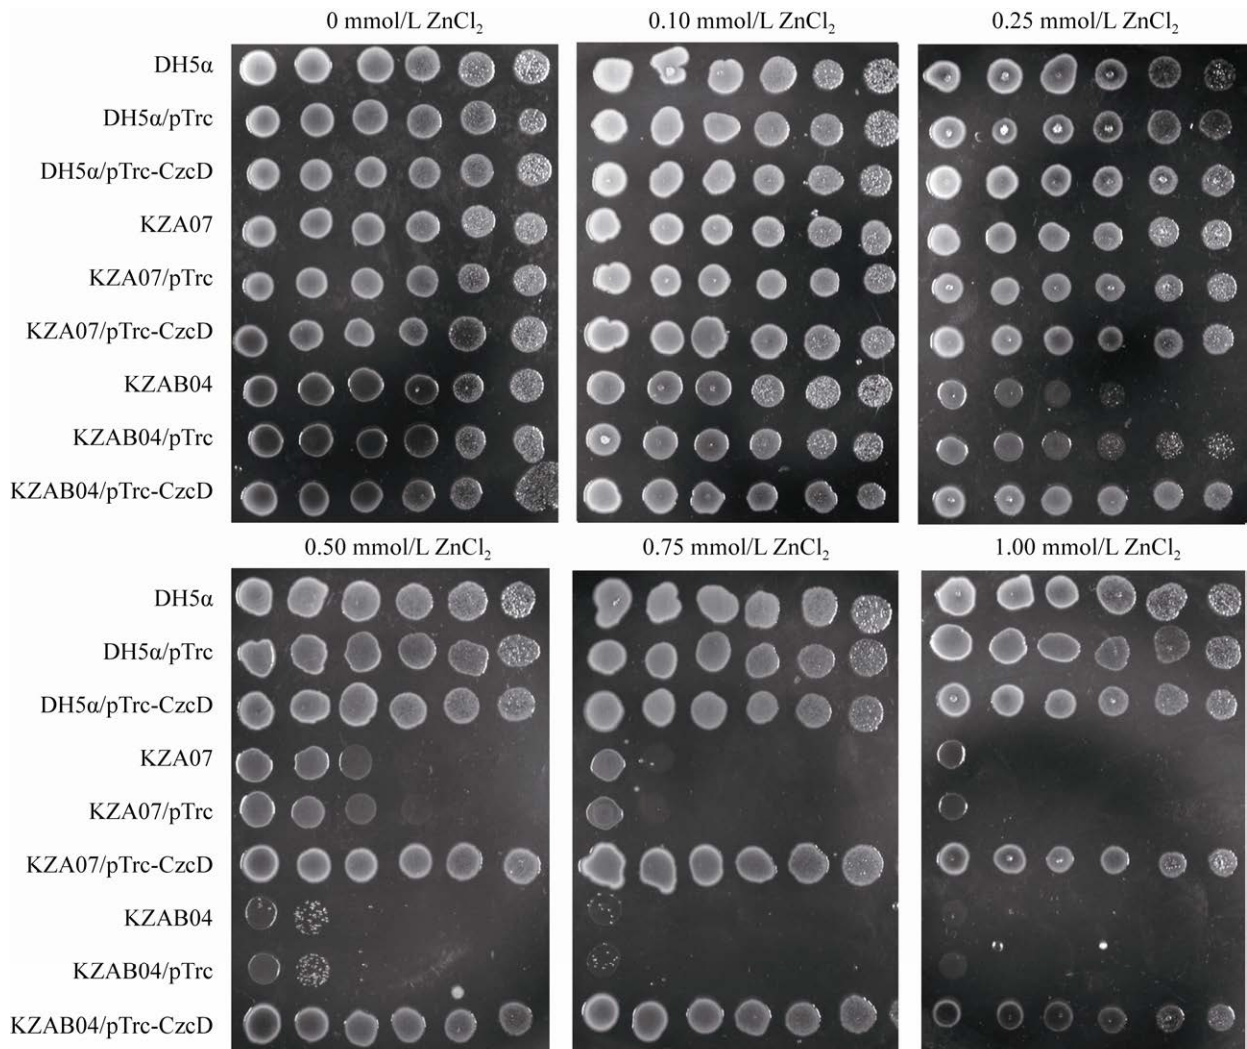 0 mmol/L ZnCl₂ 0.10 mmol/L ZnCl₂ 0.25 mmol/L ZnCl₂
DH5α
DH5α/pTrc
DH5α/pTrc-CzcD
KZA07
KZA07/pTrc
KZA07/pTrc-CzcD
KZAB04
KZAB04/pTrc
KZAB04/pTrc-CzcD
0.50 mmol/L ZnCl₂ 0.75 mmol/L ZnCl₂ 1.00 mmol/L ZnCl₂
DH5α
DH5α/pTrc
DH5α/pTrc-CzcD
KZA07
KZA07/pTrc
KZA07/pTrc-CzcD
KZAB04
KZAB04/pTrc
KZAB04/pTrc-CzcD